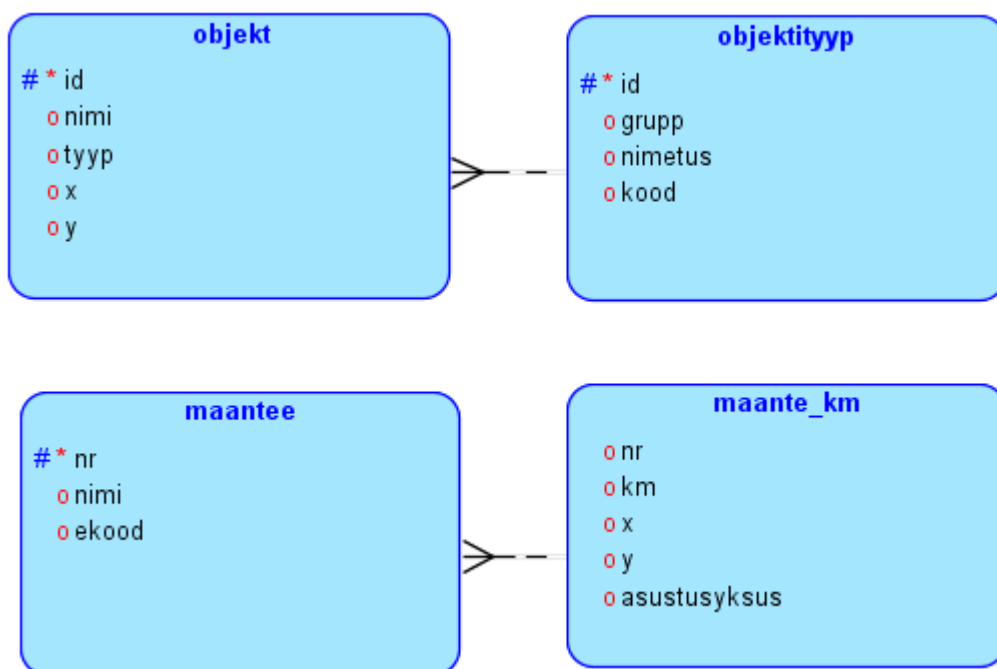 objekt
# * id
o nimi
o tyyp
o x
o y
objektityyp
# * id
o grupp
o nimetus
o kood
maantee
# * nr
o nimi
o ekood
maante_km
o nr
o km
o x
o y
o asustusyksus